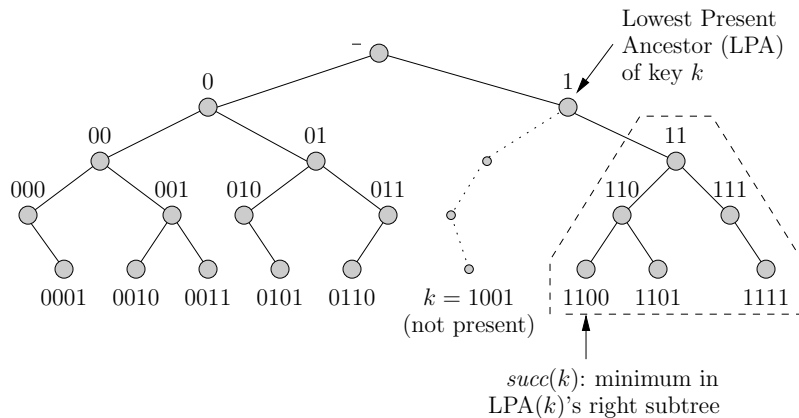 Lowest Present
Ancestor (LPA)
of key k
–
0
1
00
01
11
000
001
010
011
110
111
0001
0010
0011
0101
0110
k = 1001
(not present)
1100
1101
1111
succ(k): minimum in
LPA(k)'s right subtree